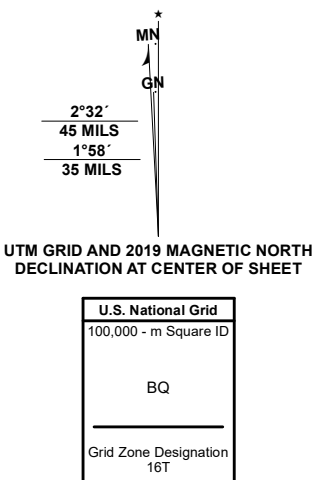 MN
GN
2°32´
45 MILS
1°58´
35 MILS
UTM GRID AND 2019 MAGNETIC NORTH
DECLINATION AT CENTER OF SHEET
U.S. National Grid
100,000 - m Square ID
BQ
Grid Zone Designation
16T